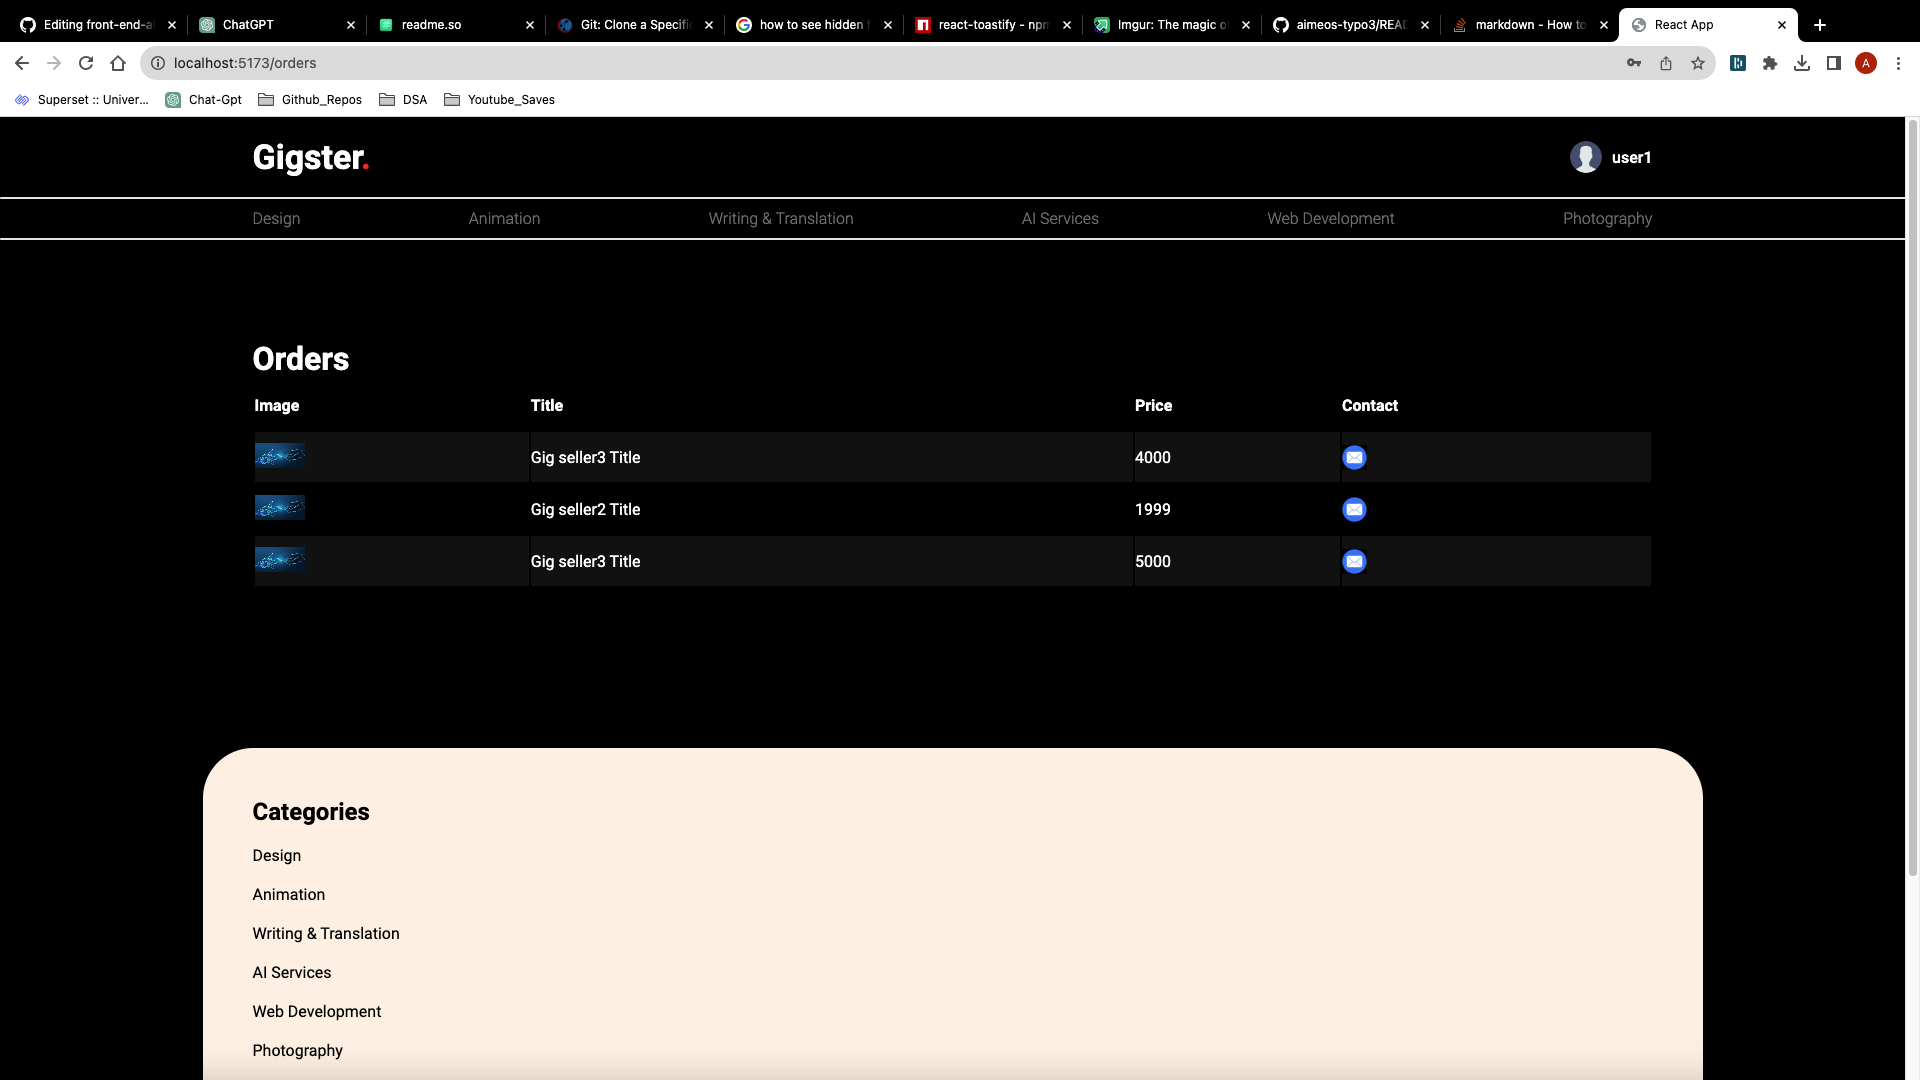 Editing front-end-a
ChatGPT
readme.so
Git: Clone a Specifi
how to see hidden f
react-toastify - npm
Imgur: The magic o
aimeos-typo3/READ
markdown - How to
React App
localhost:5173/orders
A
Superset :: Univer...
Chat-Gpt
Github_Repos
DSA
Youtube_Saves
Gigster.
user1
Design Animation Writing & Translation AI Services Web Development Photography
Orders
Image Title Price Contact
Gig seller3 Title 4000
Gig seller2 Title 1999
Gig seller3 Title 5000
Categories
Design
Animation
Writing & Translation
AI Services
Web Development
Photography